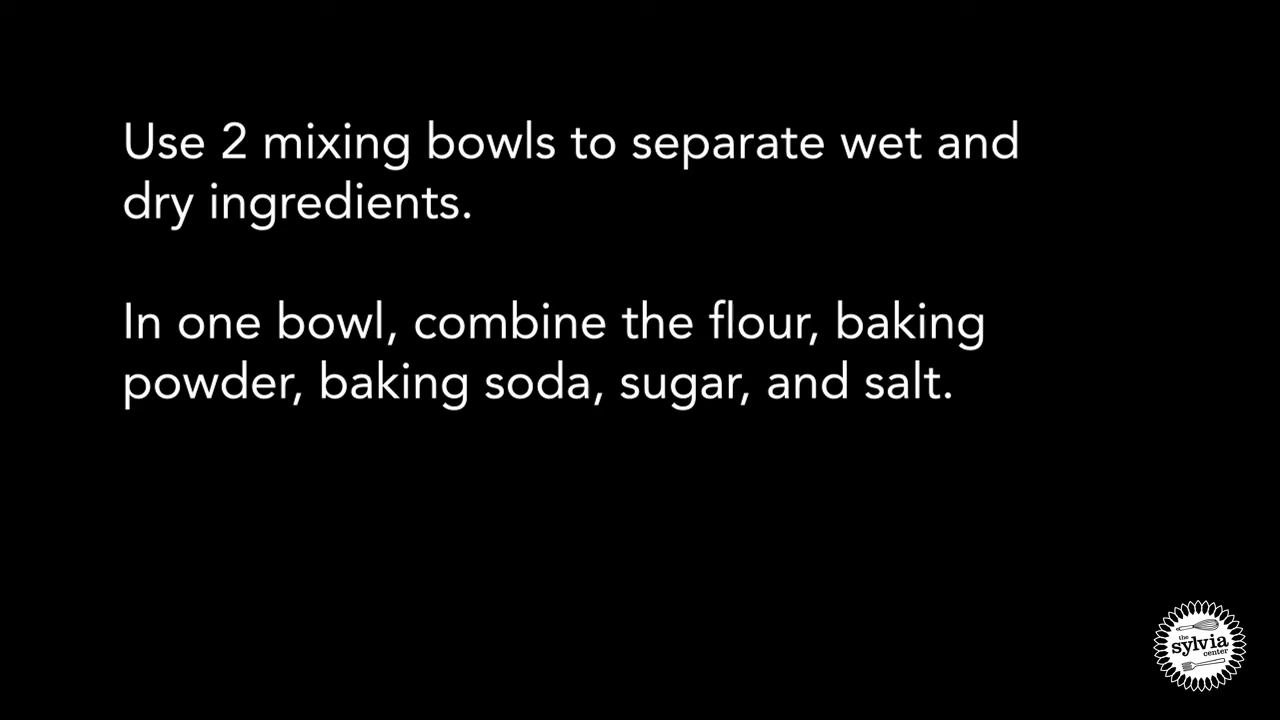 Use 2 mixing bowls to separate wet and
dry ingredients.
In one bowl, combine the flour, baking
powder, baking soda, sugar, and salt.
the
sylvia
center